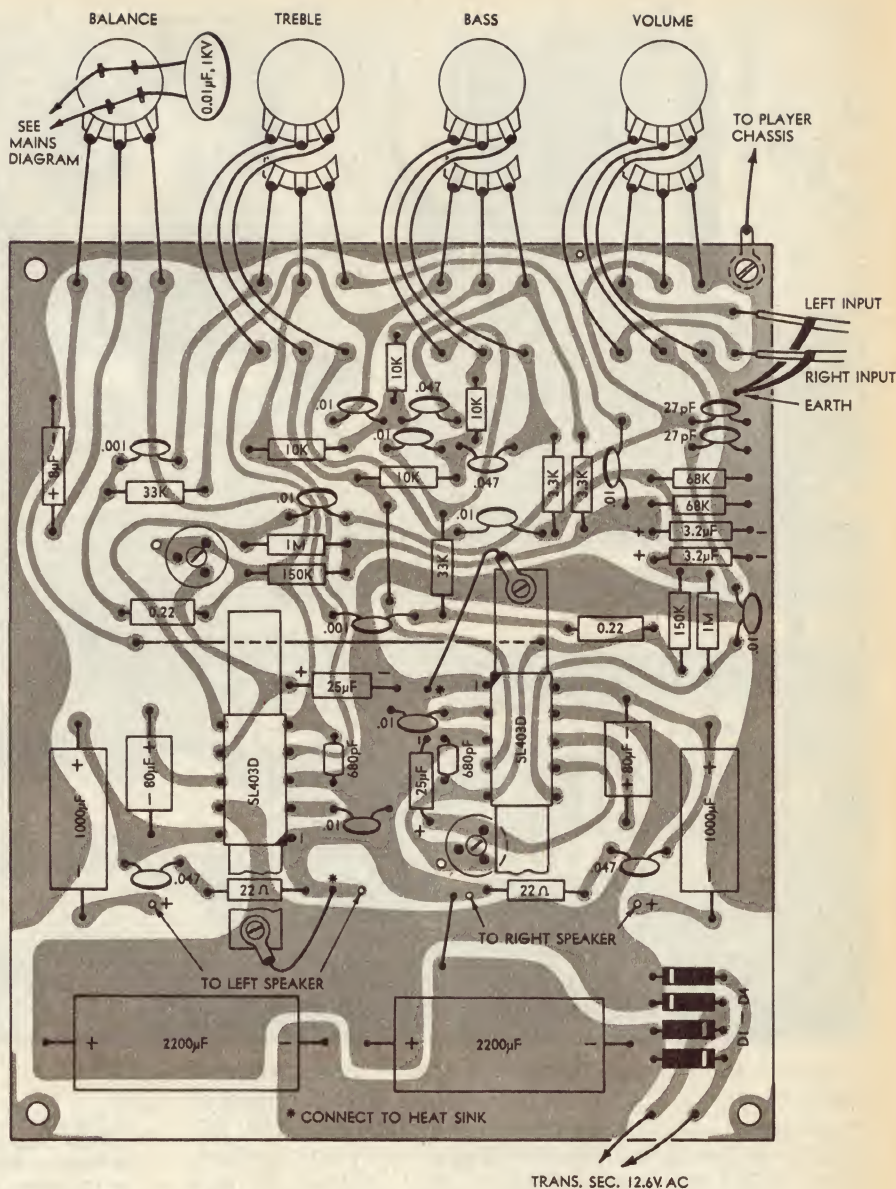 BALANCE
TREBLE
BASS
VOLUME
0.01µF, 1KV
SEE
MAINS
DIAGRAM
TO PLAYER
CHASSIS
LEFT INPUT
RIGHT INPUT
EARTH
10K
.01
.047
10K
27pF
27pF
.01
8µF
+
-
.001
10K
10K
.047
3.3K
3.3K
.01
68K
68K
33K
.01
.01
+ 3.2µF -
+ 3.2µF -
1M
150K
33K
150K
1M
.01
0.22
.001
0.22
+ 25µF -
*
1
.01
SL403D
680pF
680pF
SL403D
- 80µF +
+ 80µF -
+ 1000µF -
+ 1000µF -
- 25µF +
.01
1
.047
.047
22Ω
*
22Ω
+
+
TO RIGHT SPEAKER
TO LEFT SPEAKER
D4
D1
+ 2200µF -
+ 2200µF -
* CONNECT TO HEAT SINK
TRANS. SEC. 12.6V. AC